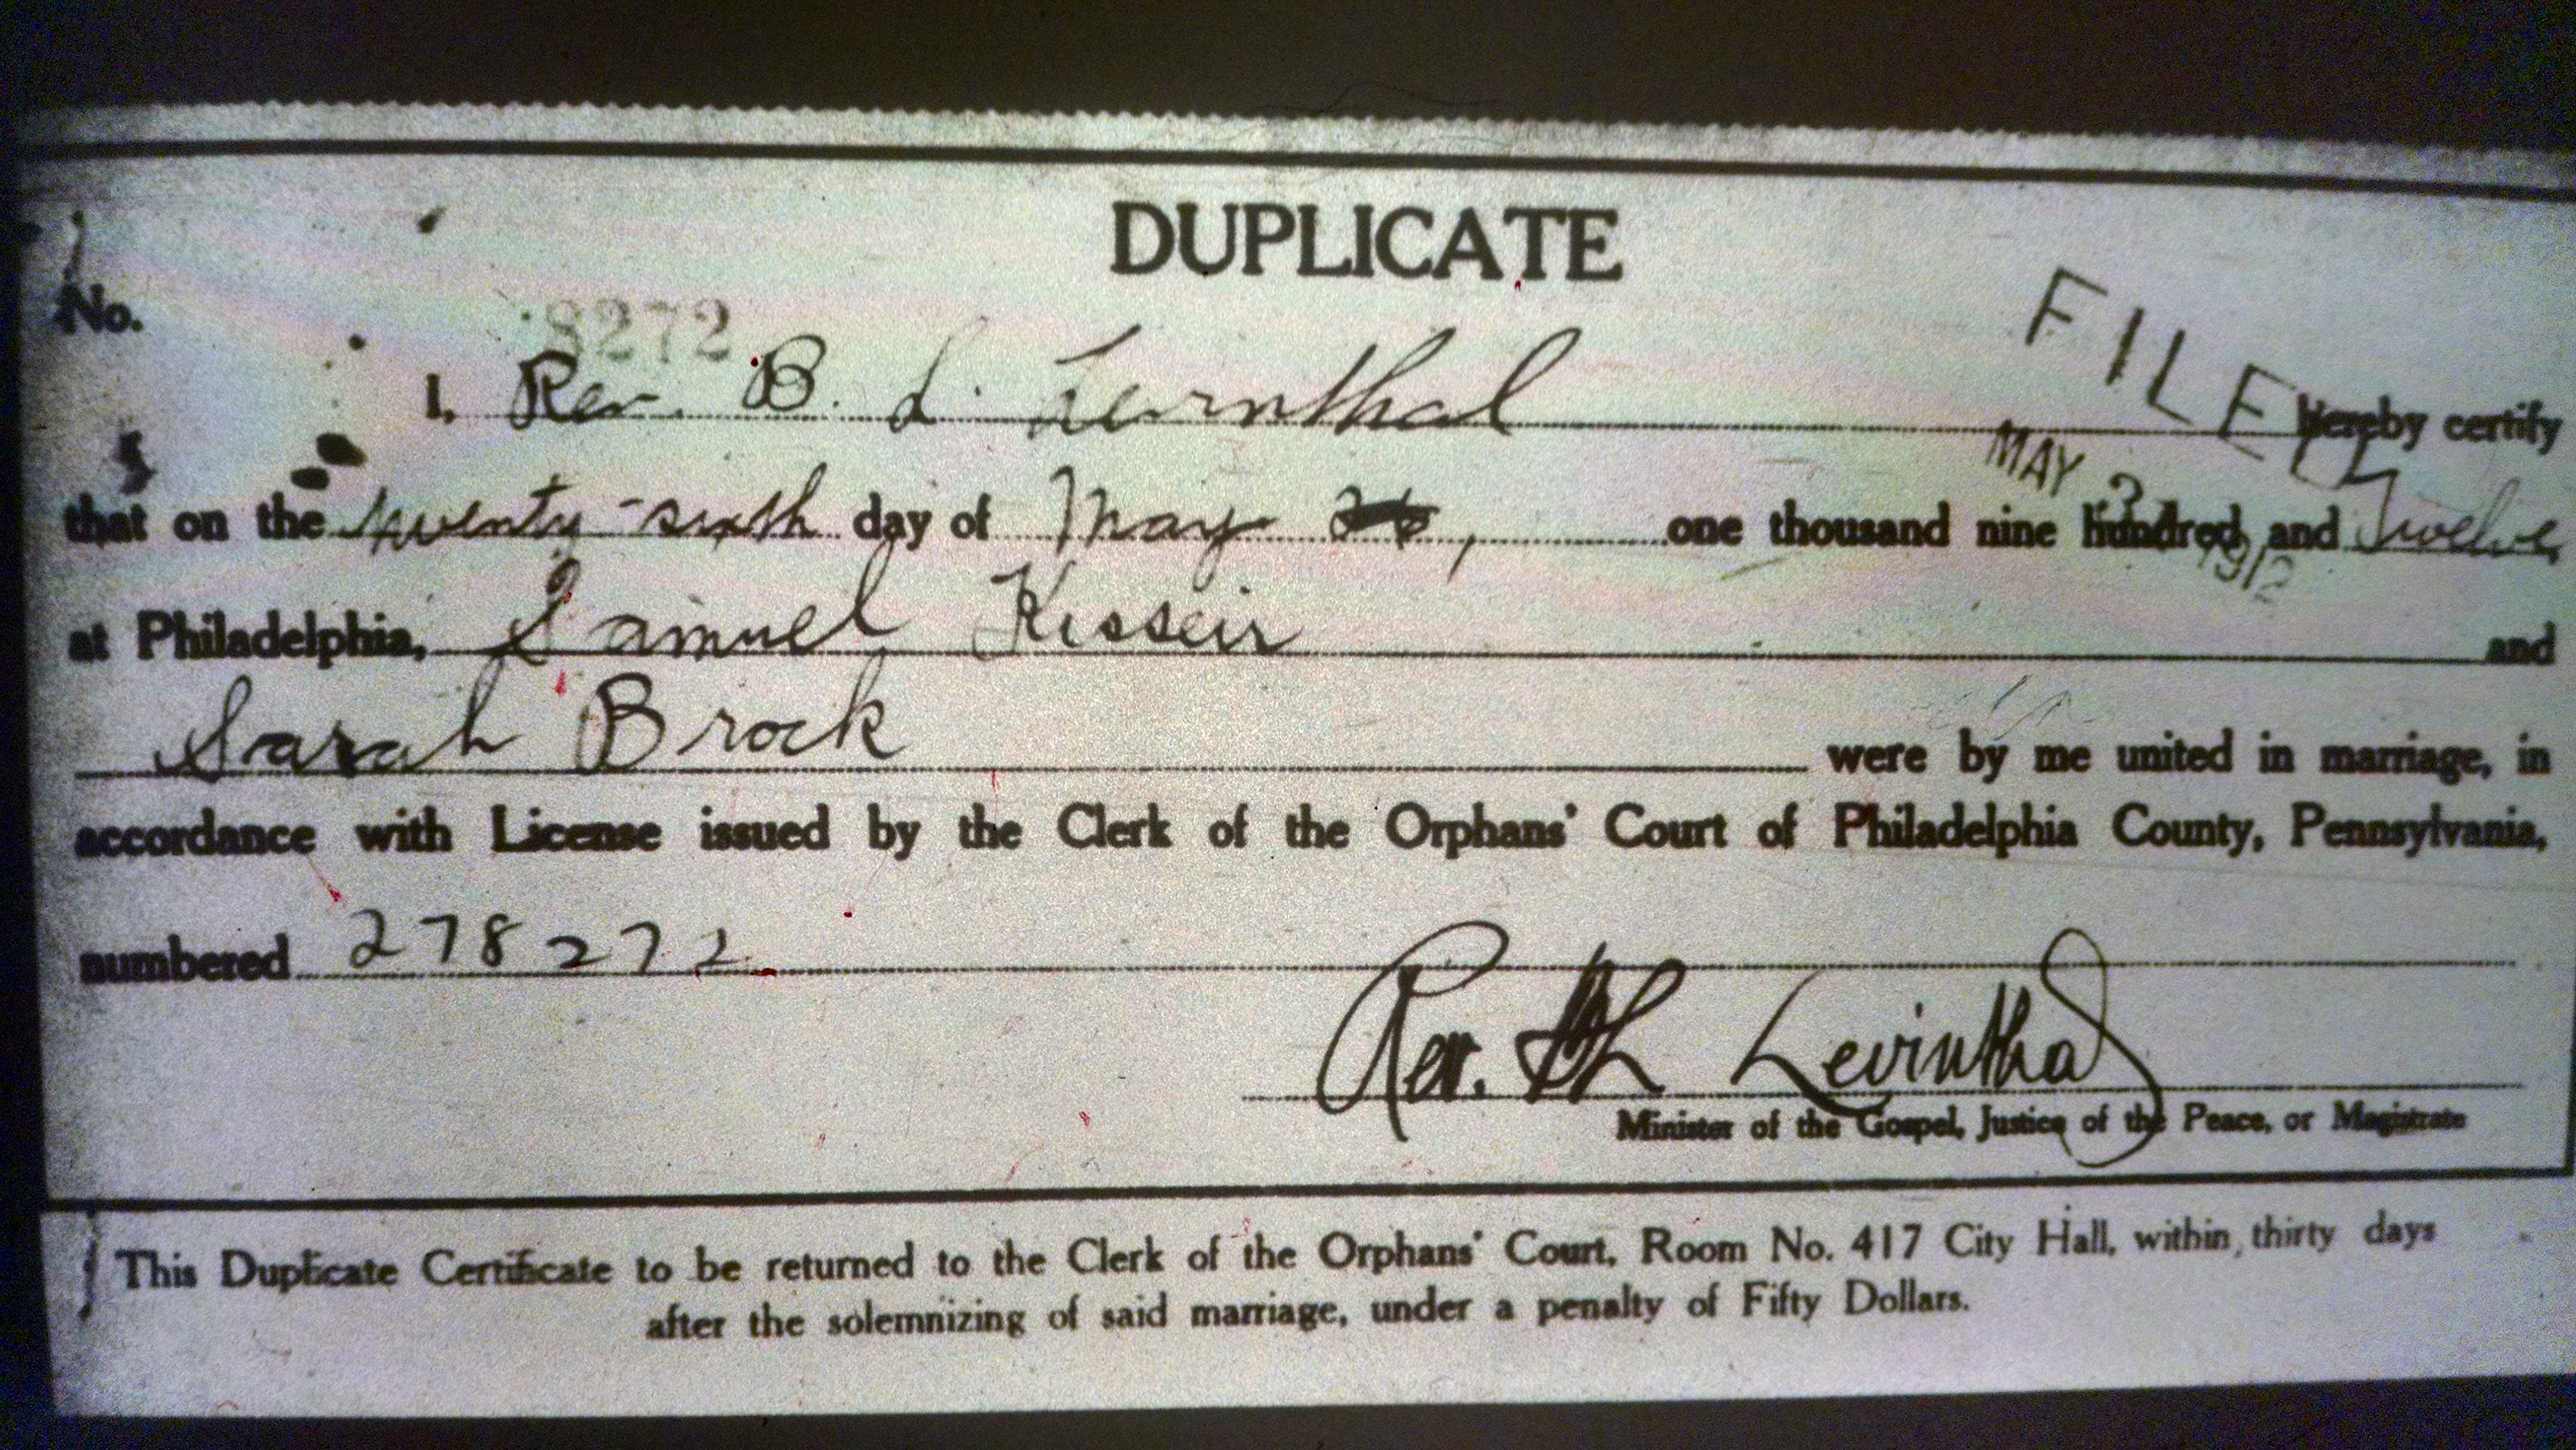 DUPLICATE
No. 8272
I, Rev. B. L. Levinthal hereby certify
FILED
MAY 1912
that on the twenty-sixth day of May one thousand nine hundred and Twelve
at Philadelphia, Samuel Kisseir and
Sarah Brock were by me united in marriage, in
accordance with License issued by the Clerk of the Orphans' Court of Philadelphia County, Pennsylvania,
numbered 278272
Rev. B L Levinthal
Minister of the Gospel, Justice of the Peace, or Magistrate
This Duplicate Certificate to be returned to the Clerk of the Orphans' Court, Room No. 417 City Hall, within thirty days
after the solemnizing of said marriage, under a penalty of Fifty Dollars.